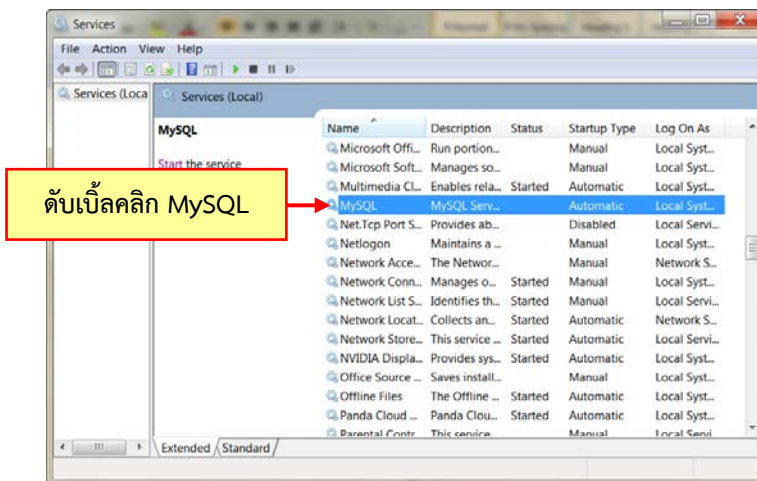 Services
File Action View Help
Services (Loca
Services (Local)
MySQL
Start the service
ดับเบิ้ลคลิก MySQL
Name Description Status Startup Type Log On As
Microsoft Offi... Run portion... Manual Local Syst...
Microsoft Soft... Manages so... Manual Local Syst...
Multimedia Cl... Enables rela... Started Automatic Local Syst...
MySQL MySQL Serv... Automatic Local Syst...
Net.Tcp Port S... Provides ab... Disabled Local Servi...
Netlogon Maintains a ... Manual Local Syst...
Network Acce... The Networ... Manual Network S...
Network Conn... Manages o... Started Manual Local Syst...
Network List S... Identifies th... Started Manual Local Servi...
Network Locat... Collects an... Started Automatic Network S...
Network Store... This service ... Started Automatic Local Servi...
NVIDIA Displa... Provides sys... Started Automatic Local Syst...
Office Source ... Saves install... Manual Local Syst...
Offline Files The Offline ... Started Automatic Local Syst...
Panda Cloud ... Panda Clou... Started Automatic Local Syst...
Parental Contr This service Manual Local Servi
Extended Standard